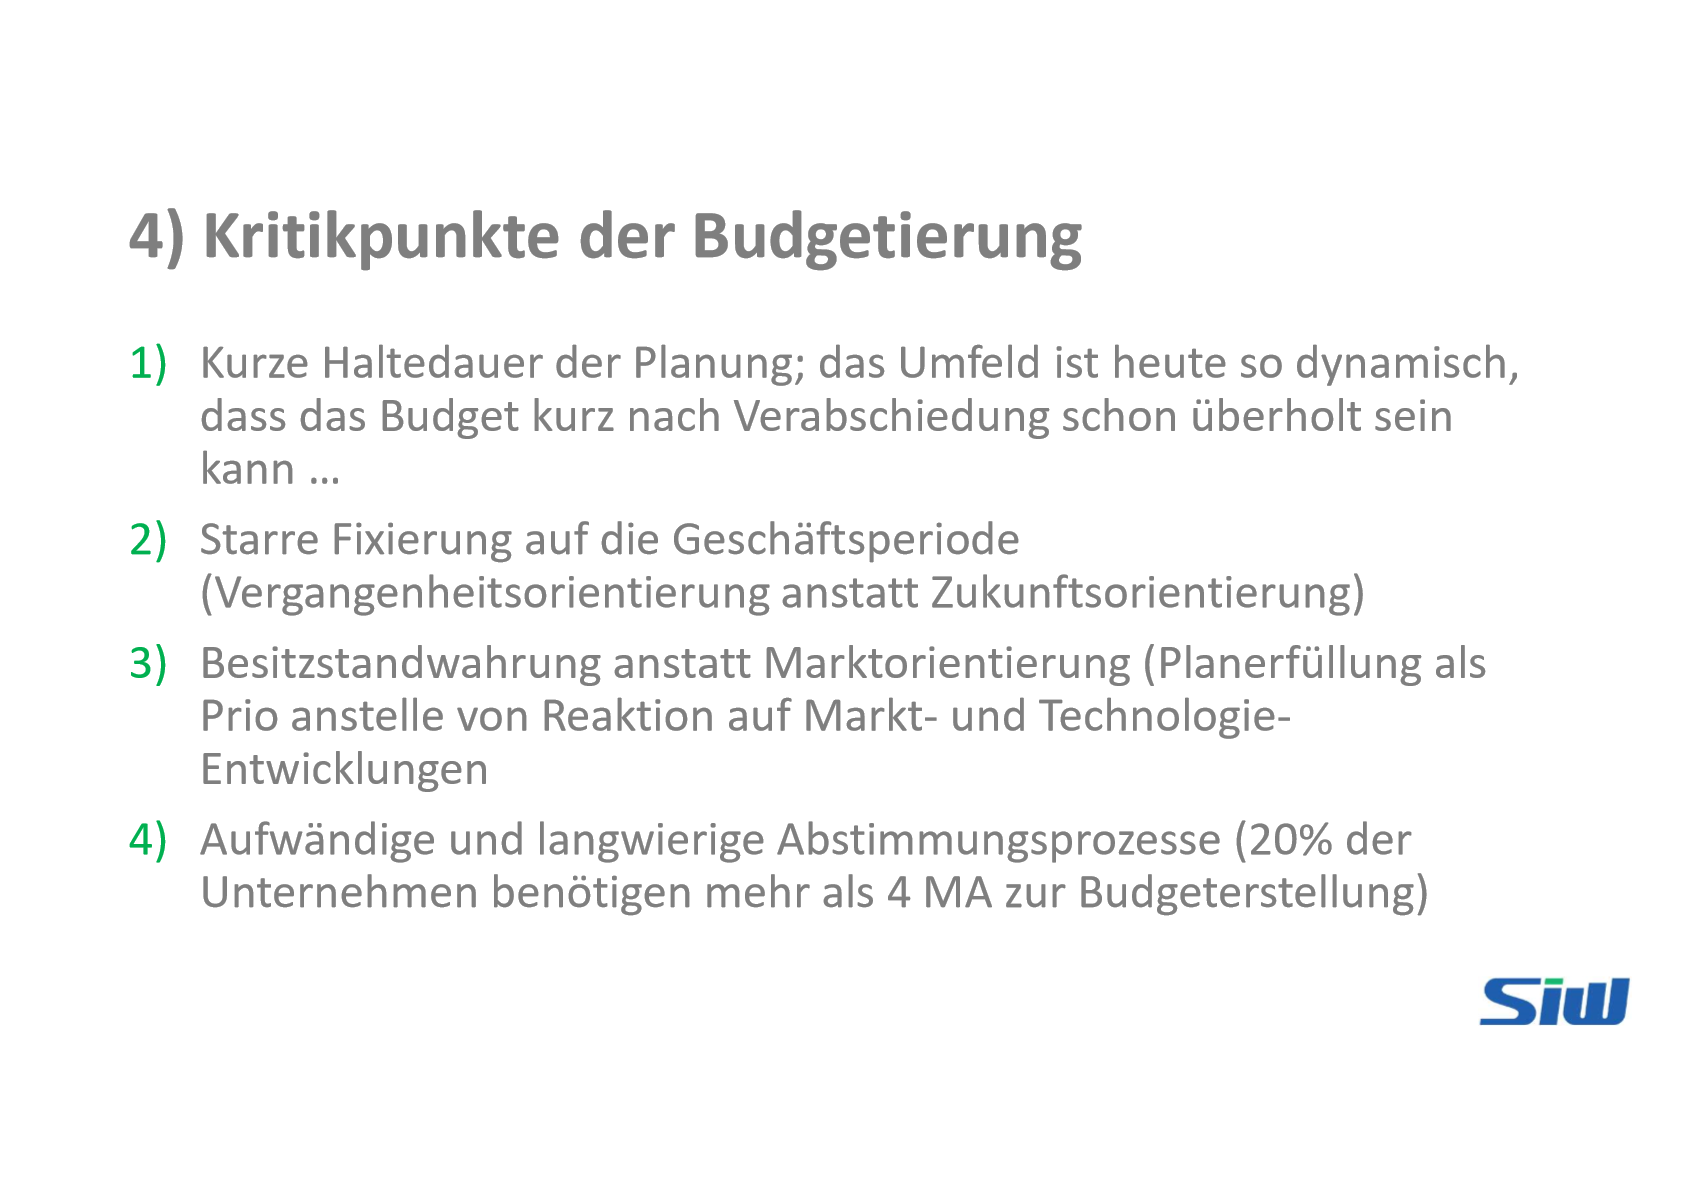 4) Kritikpunkte der Budgetierung
1) Kurze Haltedauer der Planung; das Umfeld ist heute so dynamisch,
dass das Budget kurz nach Verabschiedung schon überholt sein
kann …
2) Starre Fixierung auf die Geschäftsperiode
(Vergangenheitsorientierung anstatt Zukunftsorientierung)
3) Besitzstandwahrung anstatt Marktorientierung (Planerfüllung als
Prio anstelle von Reaktion auf Markt- und Technologie-
Entwicklungen
4) Aufwändige und langwierige Abstimmungsprozesse (20% der
Unternehmen benötigen mehr als 4 MA zur Budgeterstellung)
Siw